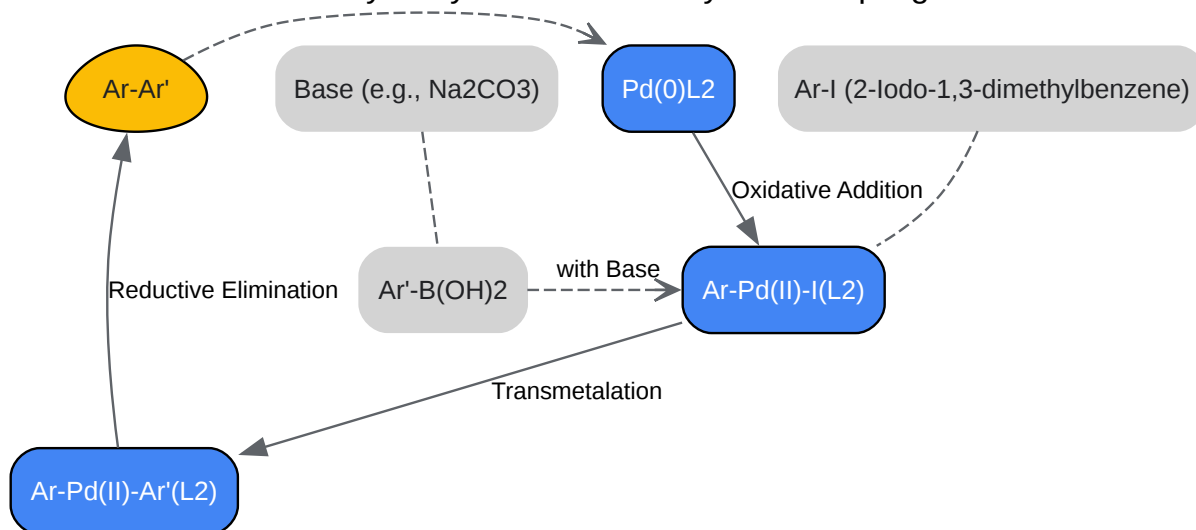 Ar-Ar'
Base (e.g., Na2CO3)
Pd(0)L2
Ar-I (2-Iodo-1,3-dimethylbenzene)
Oxidative Addition
with Base
Reductive Elimination
Ar'-B(OH)2
Ar-Pd(II)-I(L2)
Transmetalation
Ar-Pd(II)-Ar'(L2)